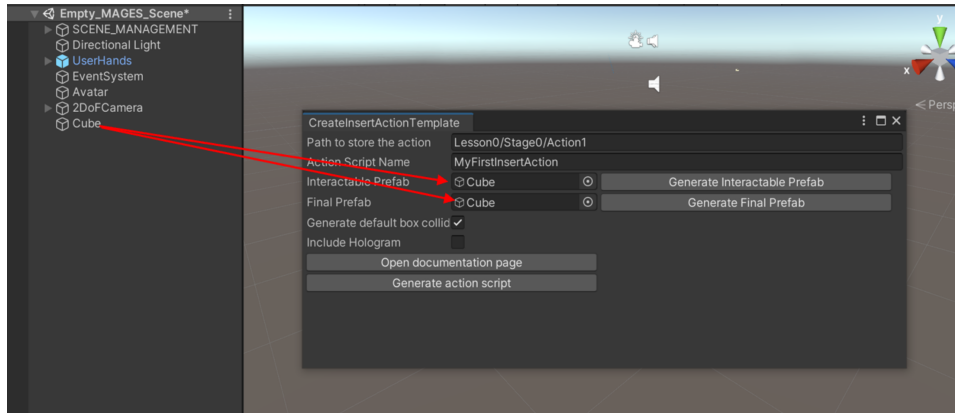 Empty_MAGES_Scene*
SCENE_MANAGEMENT
Directional Light
UserHands
EventSystem
Avatar
2DoFCamera
Cube
y
x
Persp
CreateInsertActionTemplate
Path to store the action Lesson0/Stage0/Action1
Action Script Name MyFirstInsertAction
Interactable Prefab Cube Generate Interactable Prefab
Final Prefab Cube Generate Final Prefab
Generate default box collid
Include Hologram
Open documentation page
Generate action script